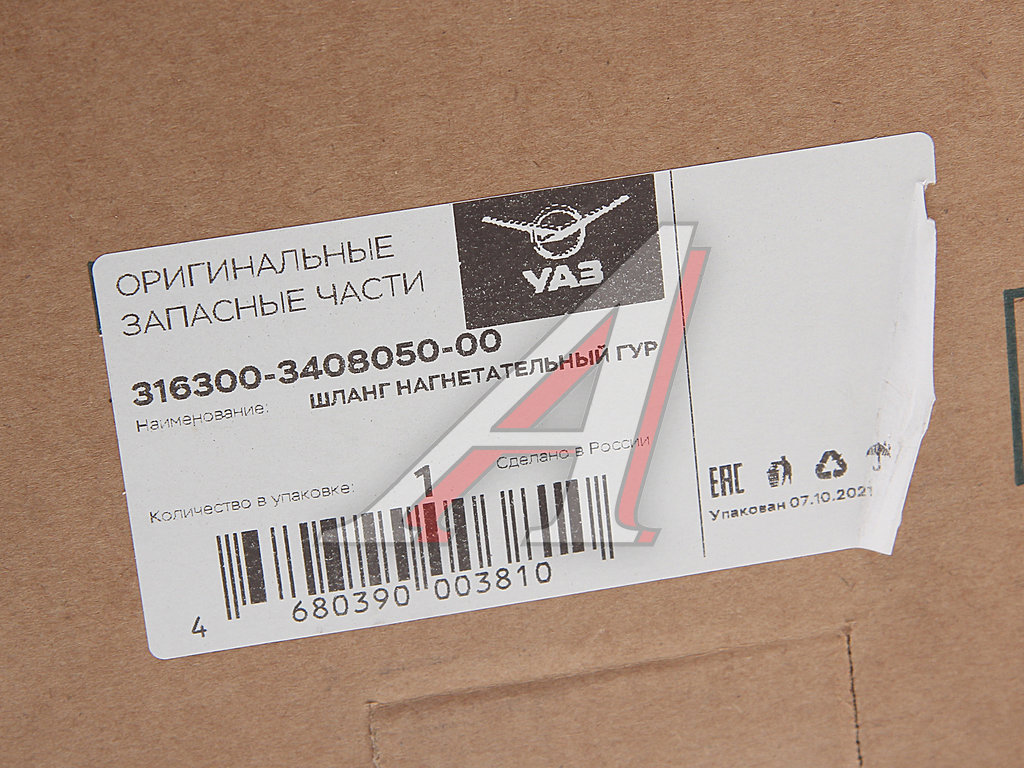 ОРИГИНАЛЬНЫЕ
ЗАПАСНЫЕ ЧАСТИ
УАЗ
316300-3408050-00
Наименование:
ШЛАНГ НАГНЕТАТЕЛЬНЫЙ ГУР
Количество в упаковке:
1
Сделано в России
4 680390 003810
EAC
Упакован 07.10.2021